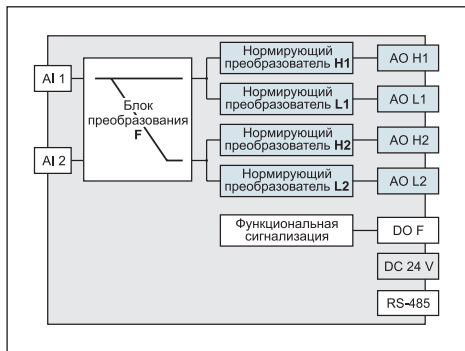 AI 1
AI 2
Блок
преобразования
F
Нормирующий
преобразователь H1
AO H1
Нормирующий
преобразователь L1
AO L1
Нормирующий
преобразователь H2
AO H2
Нормирующий
преобразователь L2
AO L2
Функциональная
сигнализация
DO F
DC 24 V
RS-485